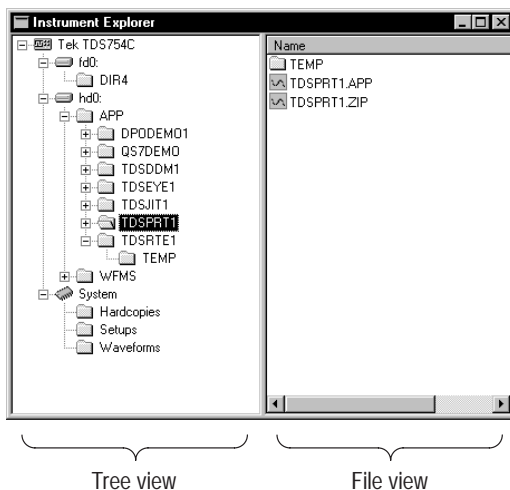 Instrument Explorer
Tek TDS754C
fd0:
DIR4
hd0:
APP
DPODEMO1
QS7DEMO
TDSDDM1
TDSEYE1
TDSJIT1
TDSPRT1
TDSRTE1
TEMP
WFMS
System
Hardcopies
Setups
Waveforms
Name
TEMP
TDSPRT1.APP
TDSPRT1.ZIP
Tree view
File view